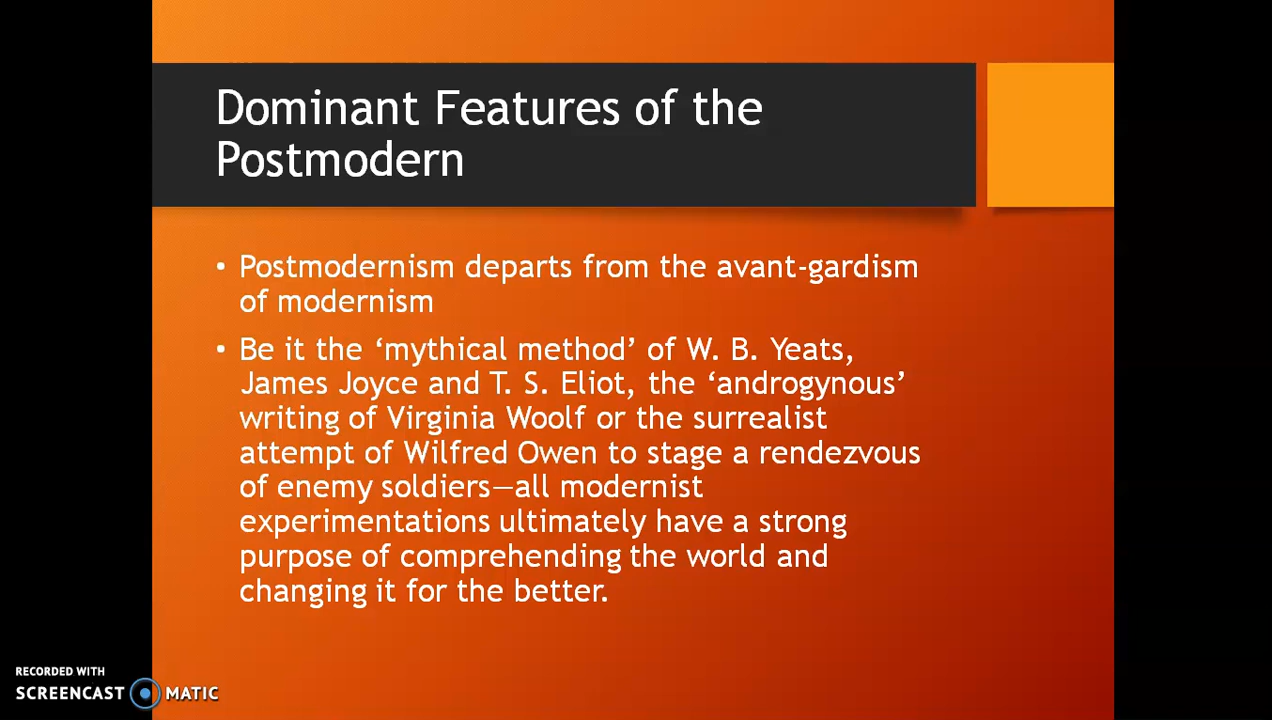 Dominant Features of the
Postmodern
• Postmodernism departs from the avant-gardism
of modernism
• Be it the ‘mythical method’ of W. B. Yeats,
James Joyce and T. S. Eliot, the ‘androgynous’
writing of Virginia Woolf or the surrealist
attempt of Wilfred Owen to stage a rendezvous
of enemy soldiers—all modernist
experimentations ultimately have a strong
purpose of comprehending the world and
changing it for the better.
RECORDED WITH
SCREENCAST MATIC